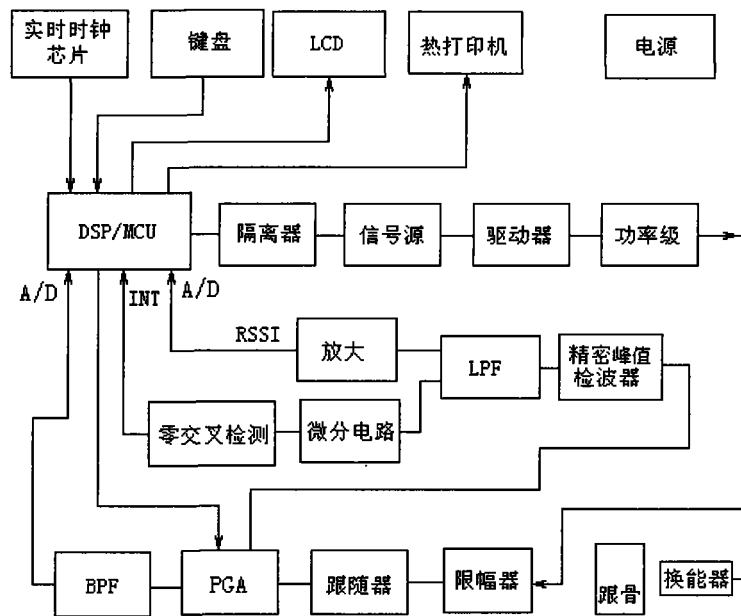 实时时钟
芯片
键盘
LCD
热打印机
电源
DSP/MCU
隔离器
信号源
驱动器
功率级
A/D
INT
A/D
RSSI
放大
LPF
精密峰值
检波器
零交叉检测
微分电路
BPF
PGA
跟随器
限幅器
跟骨
换能器